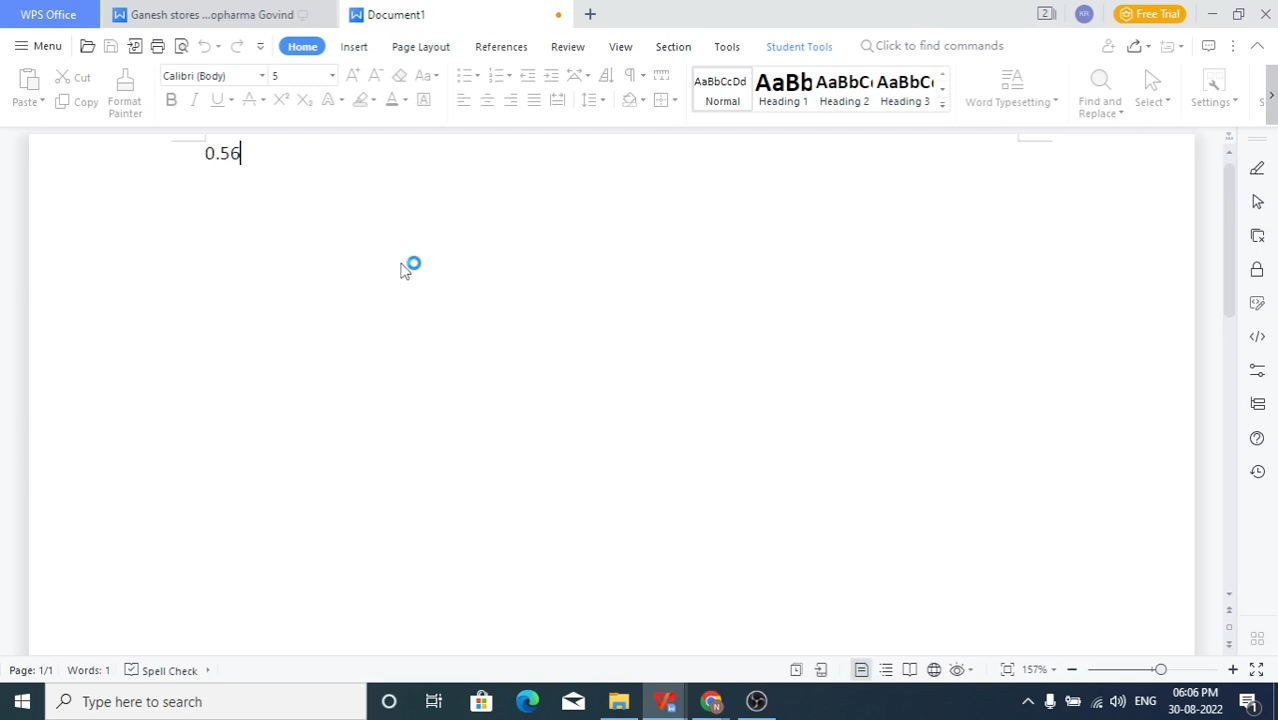 WPS Office
Ganesh stores ...opharma Govind
Document1
2
KR
Free Trial
Menu
Home
Insert
Page Layout
References
Review
View
Section
Tools
Student Tools
Click to find commands
Paste
Cut
Copy
Format
Painter
Calibri (Body)
5
AaBbCcDd
Normal
AaBb
Heading 1
AaBbC
Heading 2
AaBbC
Heading 3
Word Typesetting
Find and
Replace
Select
Settings
0.56
Page: 1/1
Words: 1
Spell Check
157%
Type here to search
ENG
06:06 PM
30-08-2022
1